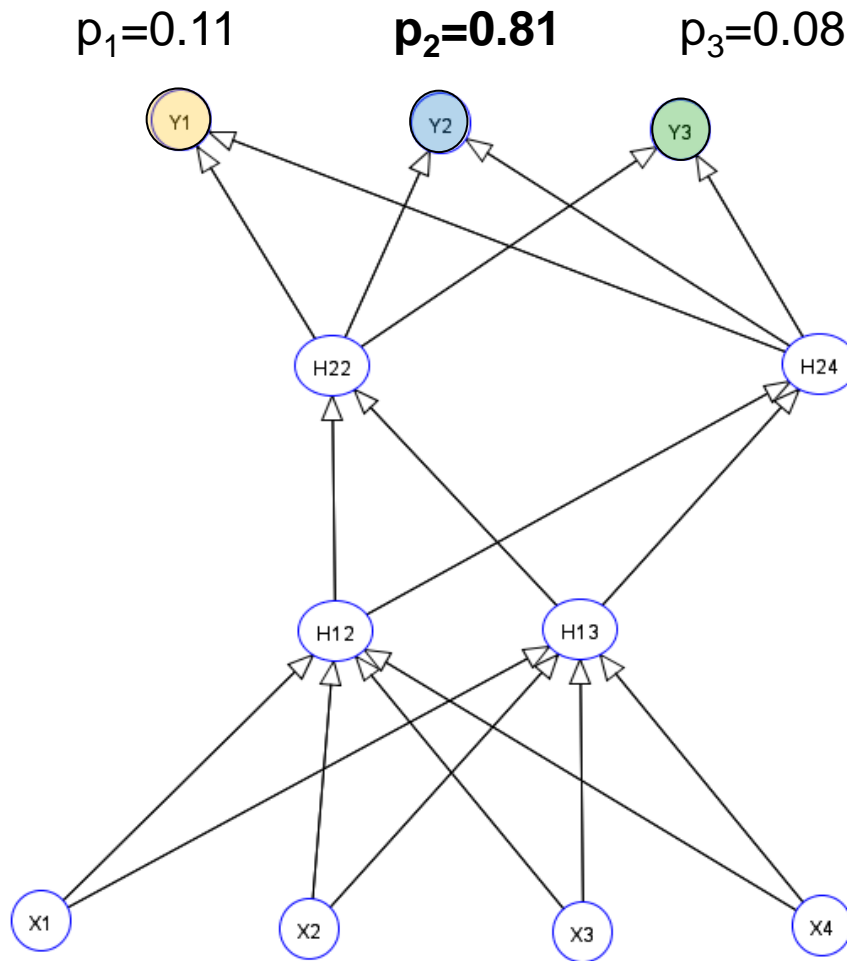 p₁=0.11 p₂=0.81 p₃=0.08
Y1 Y2 Y3
H22 H24
H12 H13
X1 X2 X3 X4